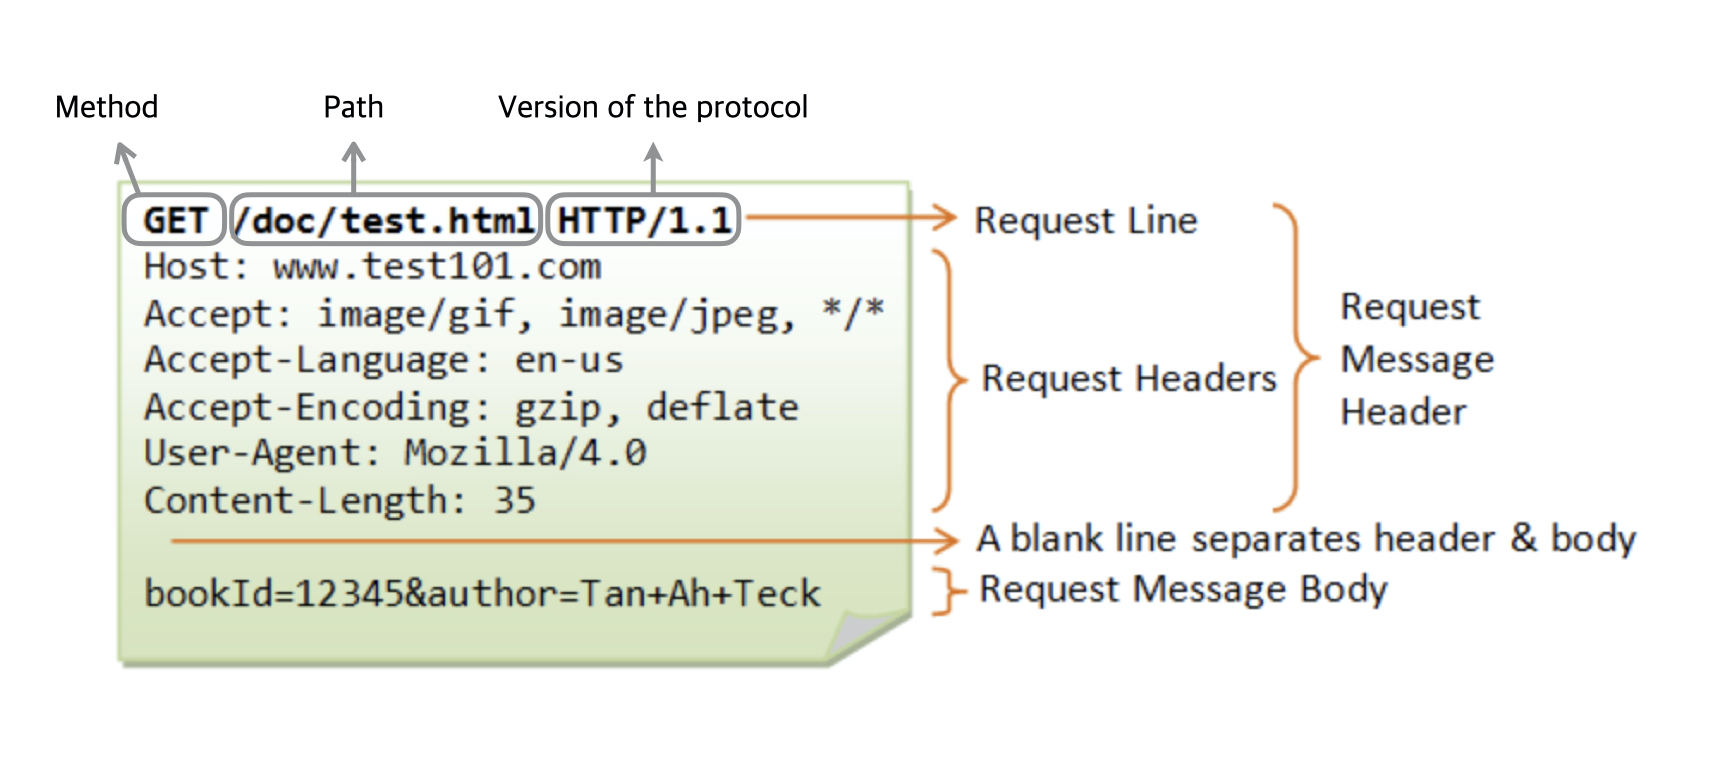 Method
Path
Version of the protocol
GET /doc/test.html HTTP/1.1
Request Line
Host: www.test101.com
Accept: image/gif, image/jpeg, */*
Accept-Language: en-us
Accept-Encoding: gzip, deflate
User-Agent: Mozilla/4.0
Content-Length: 35
Request Headers
Request
Message
Header
A blank line separates header & body
bookId=12345&author=Tan+Ah+Teck
Request Message Body